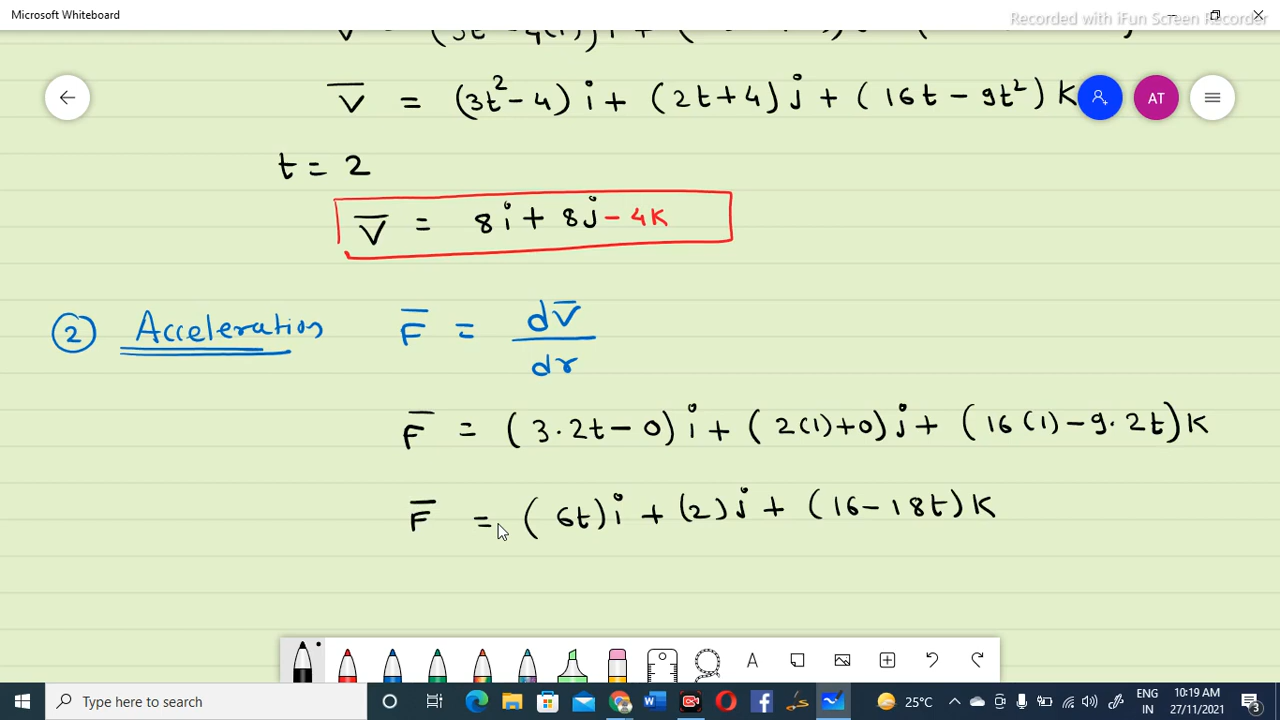 Microsoft Whiteboard
Recorded with iFun Screen Recorder
V̅ = (3t² - 4) i + (2t + 4) j + (16t - 9t²) K
AT
t = 2
V̅ = 8i + 8j - 4K
② Acceleration F̅ = dV̅/dr
F̅ = (3·2t - 0) i + (2(1) + 0) j + (16(1) - 9·2t) K
F̅ = (6t) i + (2) j + (16 - 18t) K
A
Type here to search
25°C
ENG
IN
10:19 AM
27/11/2021
3